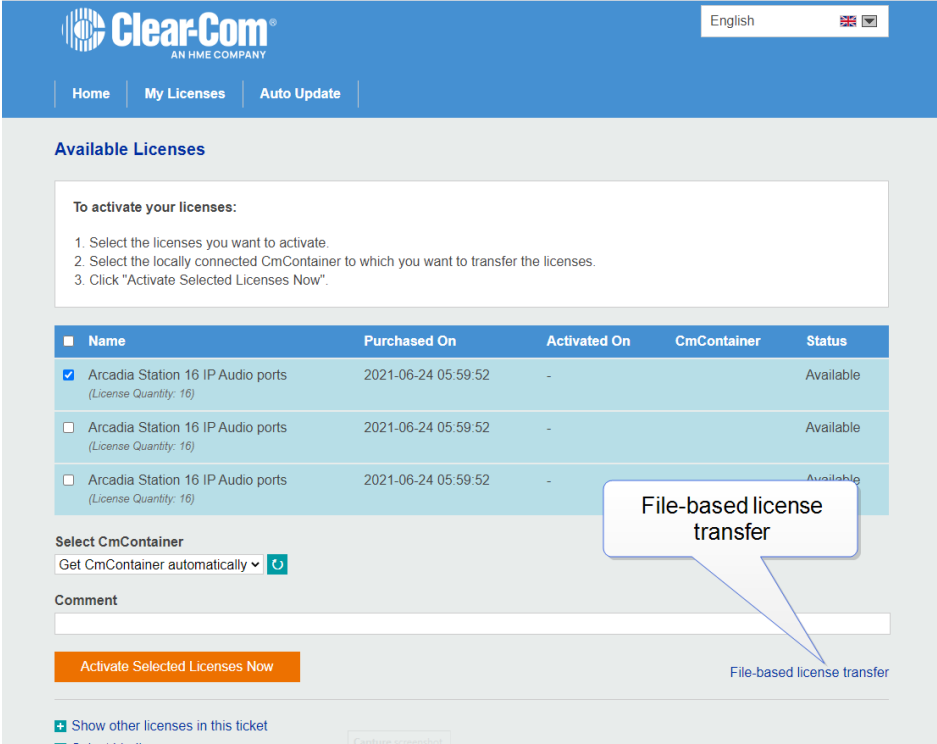 Clear-Com®
AN HME COMPANY
English
Home
My Licenses
Auto Update
Available Licenses
To activate your licenses:
1. Select the licenses you want to activate.
2. Select the locally connected CmContainer to which you want to transfer the licenses.
3. Click "Activate Selected Licenses Now".
Name Purchased On Activated On CmContainer Status
Arcadia Station 16 IP Audio ports 2021-06-24 05:59:52 - Available
(License Quantity: 16)
Arcadia Station 16 IP Audio ports 2021-06-24 05:59:52 - Available
(License Quantity: 16)
Arcadia Station 16 IP Audio ports 2021-06-24 05:59:52 - Available
(License Quantity: 16)
File-based license
transfer
Select CmContainer
Get CmContainer automatically
Comment
Activate Selected Licenses Now
File-based license transfer
Show other licenses in this ticket
Capture screenshot